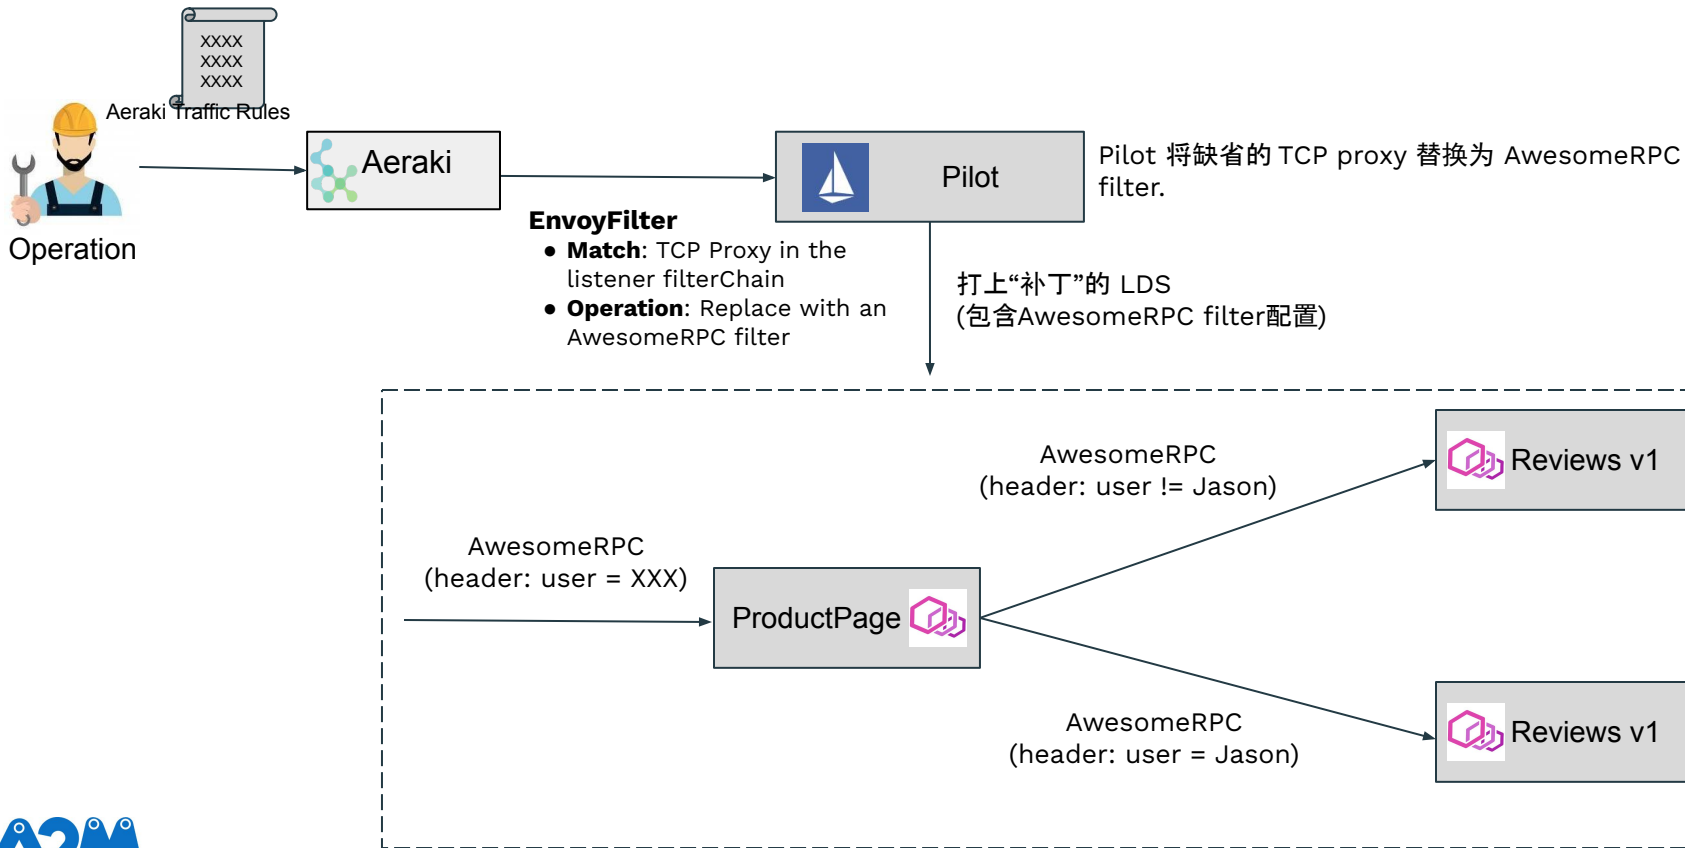 XXXX
XXXX
XXXX
Aeraki Traffic Rules
Operation
Aeraki
Pilot
Pilot 将缺省的 TCP proxy 替换为 AwesomeRPC
filter.
EnvoyFilter
● Match: TCP Proxy in the
listener filterChain
● Operation: Replace with an
AwesomeRPC filter
打上“补丁”的 LDS
(包含AwesomeRPC filter配置)
AwesomeRPC
(header: user != Jason)
Reviews v1
AwesomeRPC
(header: user = XXX)
ProductPage
AwesomeRPC
(header: user = Jason)
Reviews v1
A2M